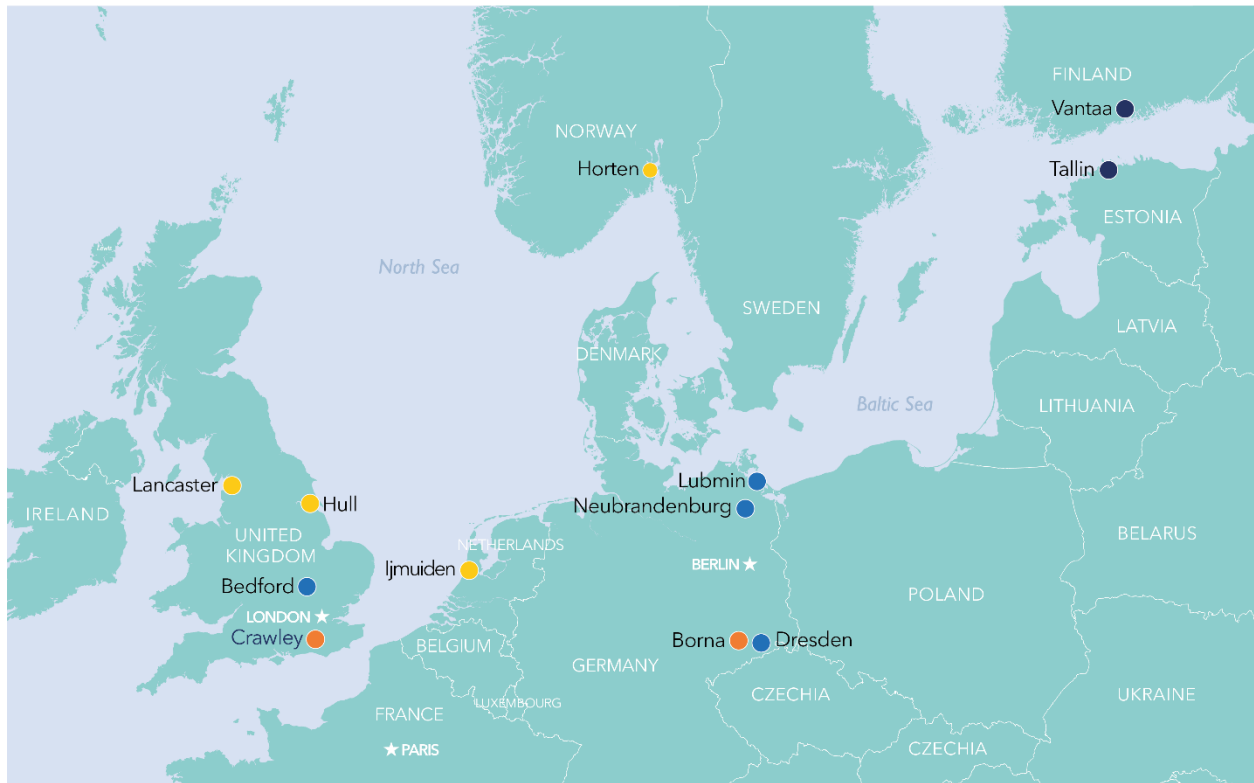 FINLAND
Vantaa
NORWAY
Horten
Tallin
ESTONIA
Lewis
North Sea
SWEDEN
LATVIA
DENMARK
Baltic Sea
LITHUANIA
Lancaster
Hull
Lubmin
Neubrandenburg
IRELAND
UNITED
KINGDOM
NETHERLANDS
BELARUS
Ijmuiden
BERLIN
Bedford
POLAND
LONDON
Crawley
BELGIUM
Borna
Dresden
GERMANY
CZECHIA
UKRAINE
LUXEMBOURG
FRANCE
PARIS
CZECHIA